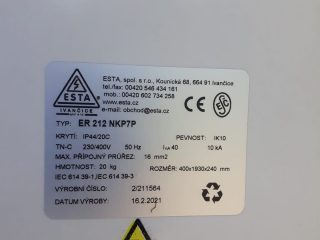 ESTA, spol. s r.o., Kounická 68, 664 91 Ivančice
tel./fax: 00420 546 434 161
mob.: 00420 602 734 258
www.esta.cz
e-mail: obchod@esta.cz
ESTA
IVANČICE
TYP: ER 212 NKP7P
KRYTÍ: IP44/20C PEVNOST: IK10
TN-C 230/400V 50 Hz InA 40 10 kA
MAX. PŘÍPOJNÝ PRŮŘEZ: 16 mm2
HMOTNOST: 20 kg ROZMĚR: 400x1930x240 mm
IEC 614 39-1,IEC 614 39-3
VÝROBNÍ ČÍSLO: 2/211564
DATUM VÝROBY: 16.2.2021
CE